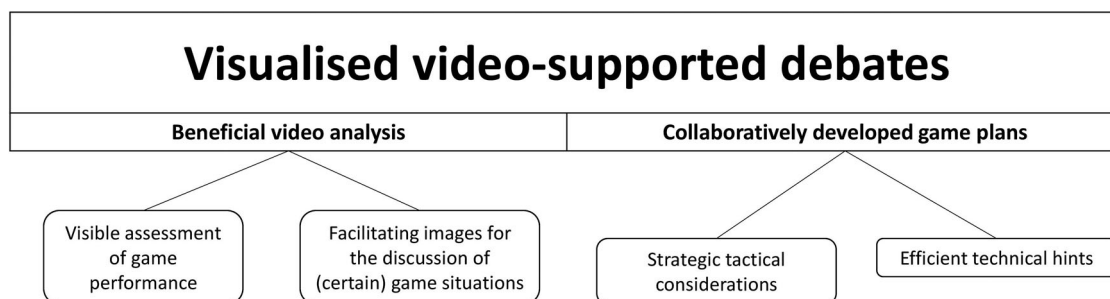 Visualised video-supported debates
Beneficial video analysis
Collaboratively developed game plans
Visible assessment
of game
performance
Facilitating images for
the discussion of
(certain) game situations
Strategic tactical
considerations
Efficient technical hints